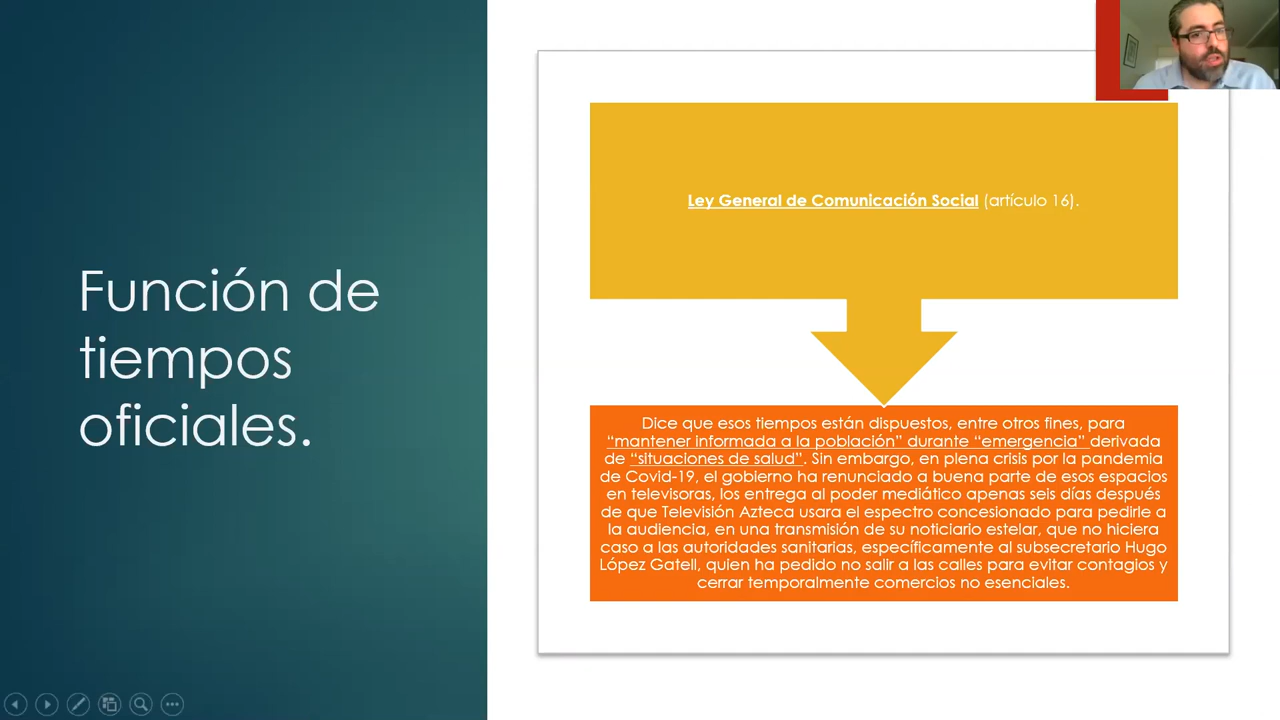 Función de
tiempos
oficiales.
Ley General de Comunicación Social (artículo 16).
Dice que esos tiempos están dispuestos, entre otros fines, para
“mantener informada a la población” durante “emergencia” derivada
de “situaciones de salud”. Sin embargo, en plena crisis por la pandemia
de Covid-19, el gobierno ha renunciado a buena parte de esos espacios
en televisoras, los entrega al poder mediático apenas seis días después
de que Televisión Azteca usara el espectro concesionado para pedirle a
la audiencia, en una transmisión de su noticiario estelar, que no hiciera
caso a las autoridades sanitarias, específicamente al subsecretario Hugo
López Gatell, quien ha pedido no salir a las calles para evitar contagios y
cerrar temporalmente comercios no esenciales.